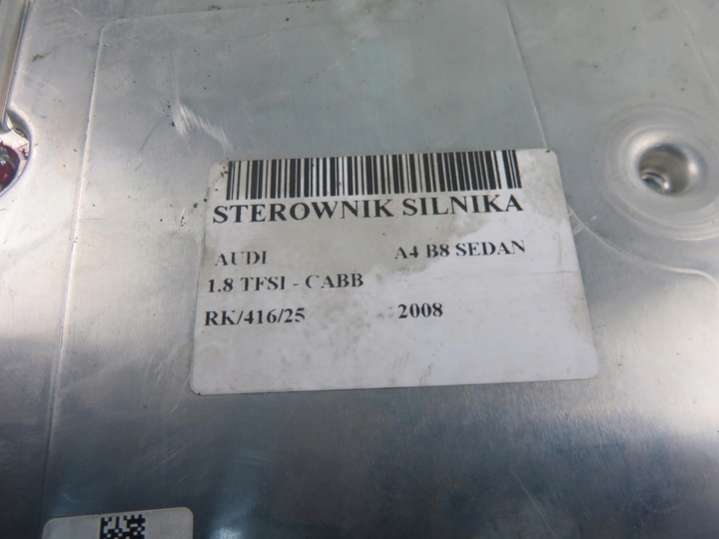 STEROWNIK SILNIKA
AUDI A4 B8 SEDAN
1.8 TFSI - CABB
RK/416/25 2008